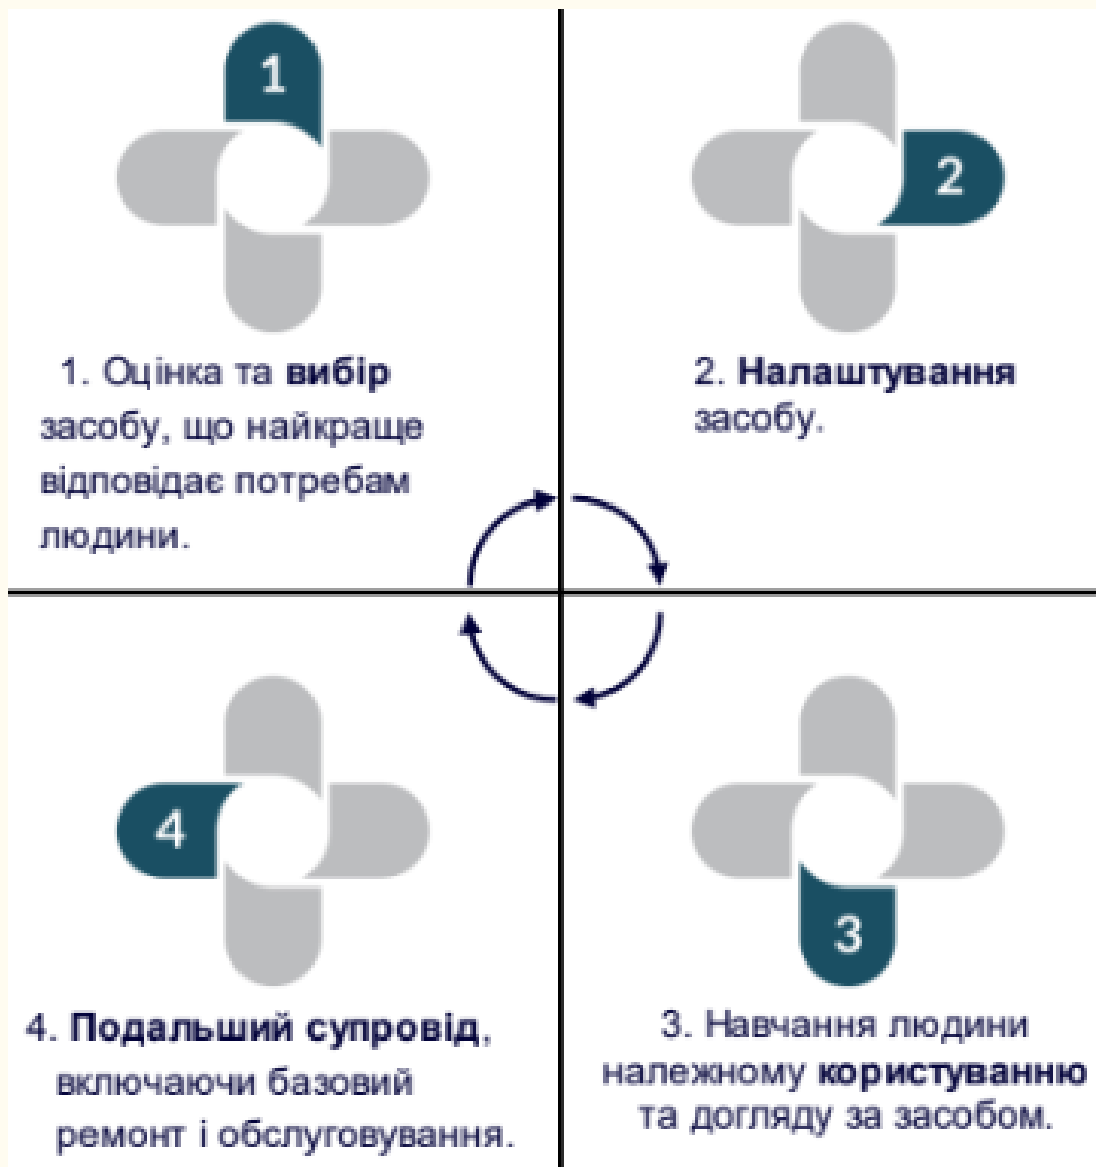 1
1. Оцінка та вибір
засобу, що найкраще
відповідає потребам
людини.
2
2. Налаштування
засобу.
3
3. Навчання людини
належному користуванню
та догляду за засобом.
4
4. Подальший супровід,
включаючи базовий
ремонт і обслуговування.